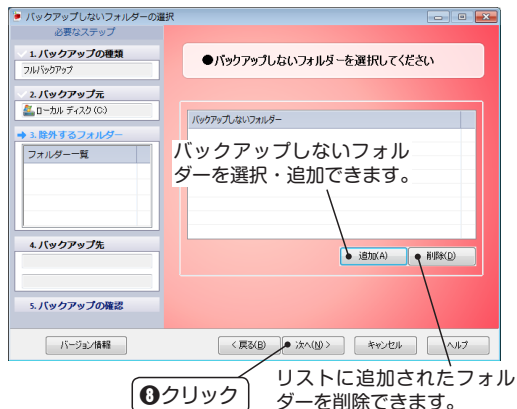 バックアップしないフォルダーの選択
必要なステップ
1. バックアップの種類
フルバックアップ
2. バックアップ元
ローカル ディスク (C:)
3. 除外するフォルダー
フォルダー一覧
4. バックアップ先
5. バックアップの確認
●バックアップしないフォルダーを選択してください
バックアップしないフォルダー
バックアップしないフォル
ダーを選択・追加できます。
追加(A)
削除(D)
バージョン情報
< 戻る(B)
次へ(N) >
キャンセル
ヘルプ
❽クリック
リストに追加されたフォル
ダーを削除できます。